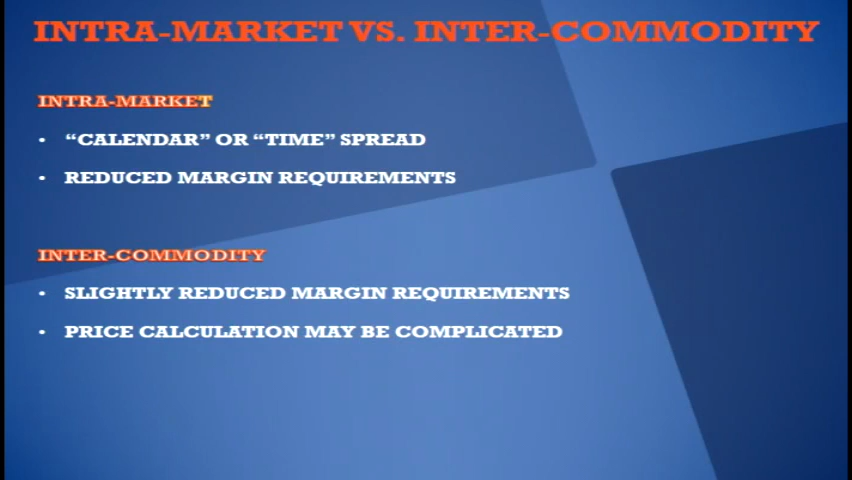 INTRA-MARKET VS. INTER-COMMODITY
INTRA-MARKET
• “CALENDAR” OR “TIME” SPREAD
• REDUCED MARGIN REQUIREMENTS
INTER-COMMODITY
• SLIGHTLY REDUCED MARGIN REQUIREMENTS
• PRICE CALCULATION MAY BE COMPLICATED